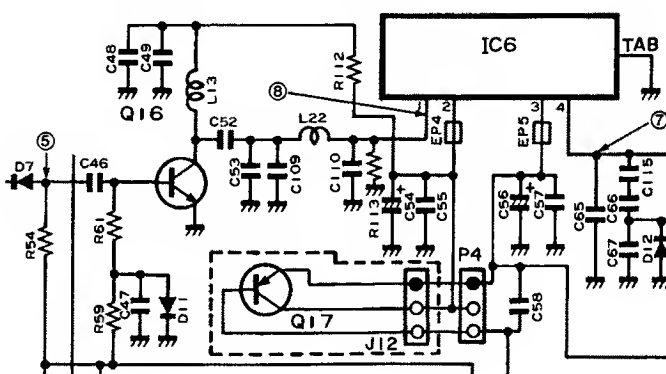 IC6
TAB
C48
C49
L13
R112
⑧
1
2
3
4
Q16
EP4
EP5
⑦
⑤
C52
L22
D7
C46
C53
C109
C110
R113
C54
+
C55
C56
+
C57
C65
C66
C115
C67
D12
R54
R61
R59
C47
D11
Q17
J12
P4
C58